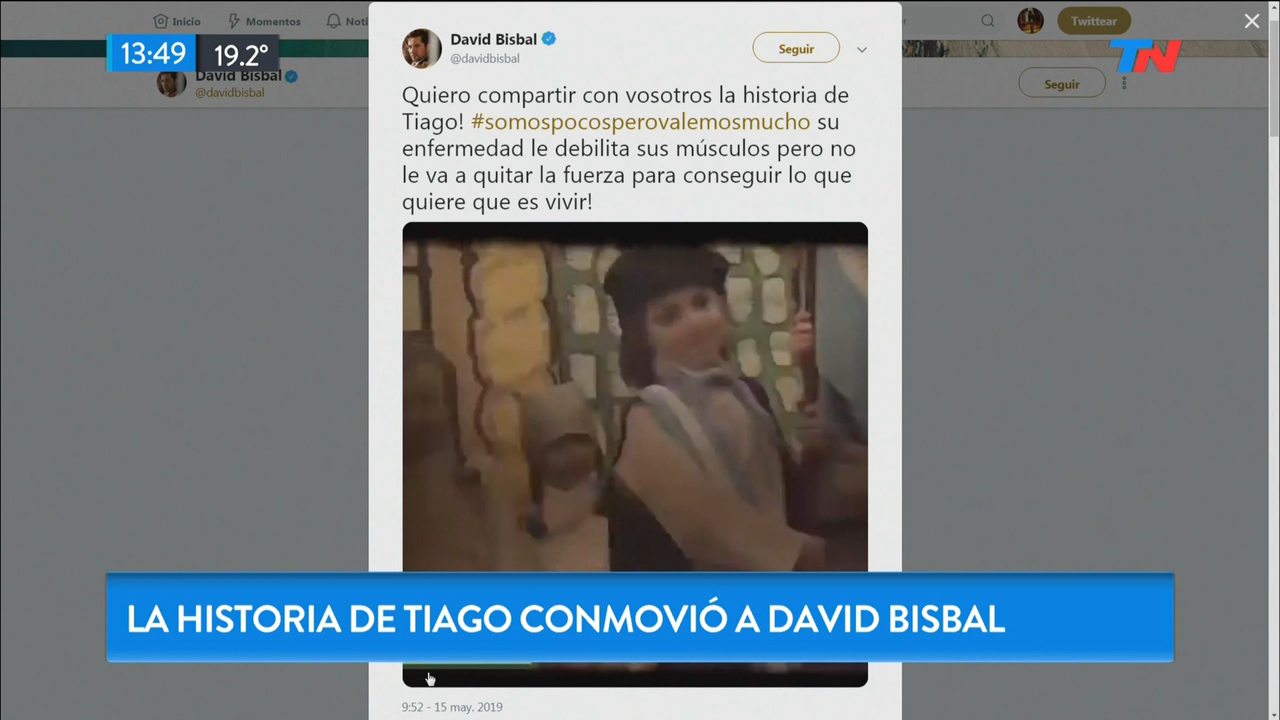 Inicio
Momentos
Noti
Twittear
13:49
19.2°
TN
David Bisbal
@davidbisbal
Seguir
David Bisbal
@davidbisbal
Seguir
Quiero compartir con vosotros la historia de
Tiago! #somospocosperovalemosmucho su
enfermedad le debilita sus músculos pero no
le va a quitar la fuerza para conseguir lo que
quiere que es vivir!
LA HISTORIA DE TIAGO CONMOVIÓ A DAVID BISBAL
9:52 - 15 may. 2019